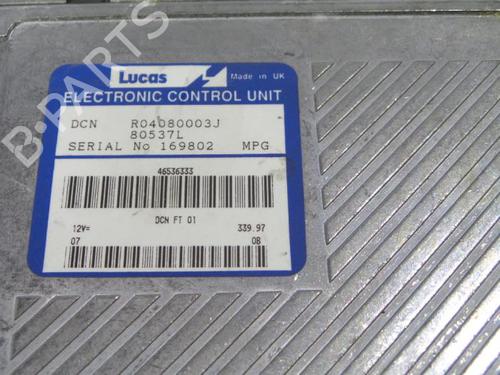 B-PARTS
Lucas Made in UK
ELECTRONIC CONTROL UNIT
DCN R04080003J
80537L
SERIAL No 169802 MPG
46536333
DCN FT 01
12V= 339.97
07 0B